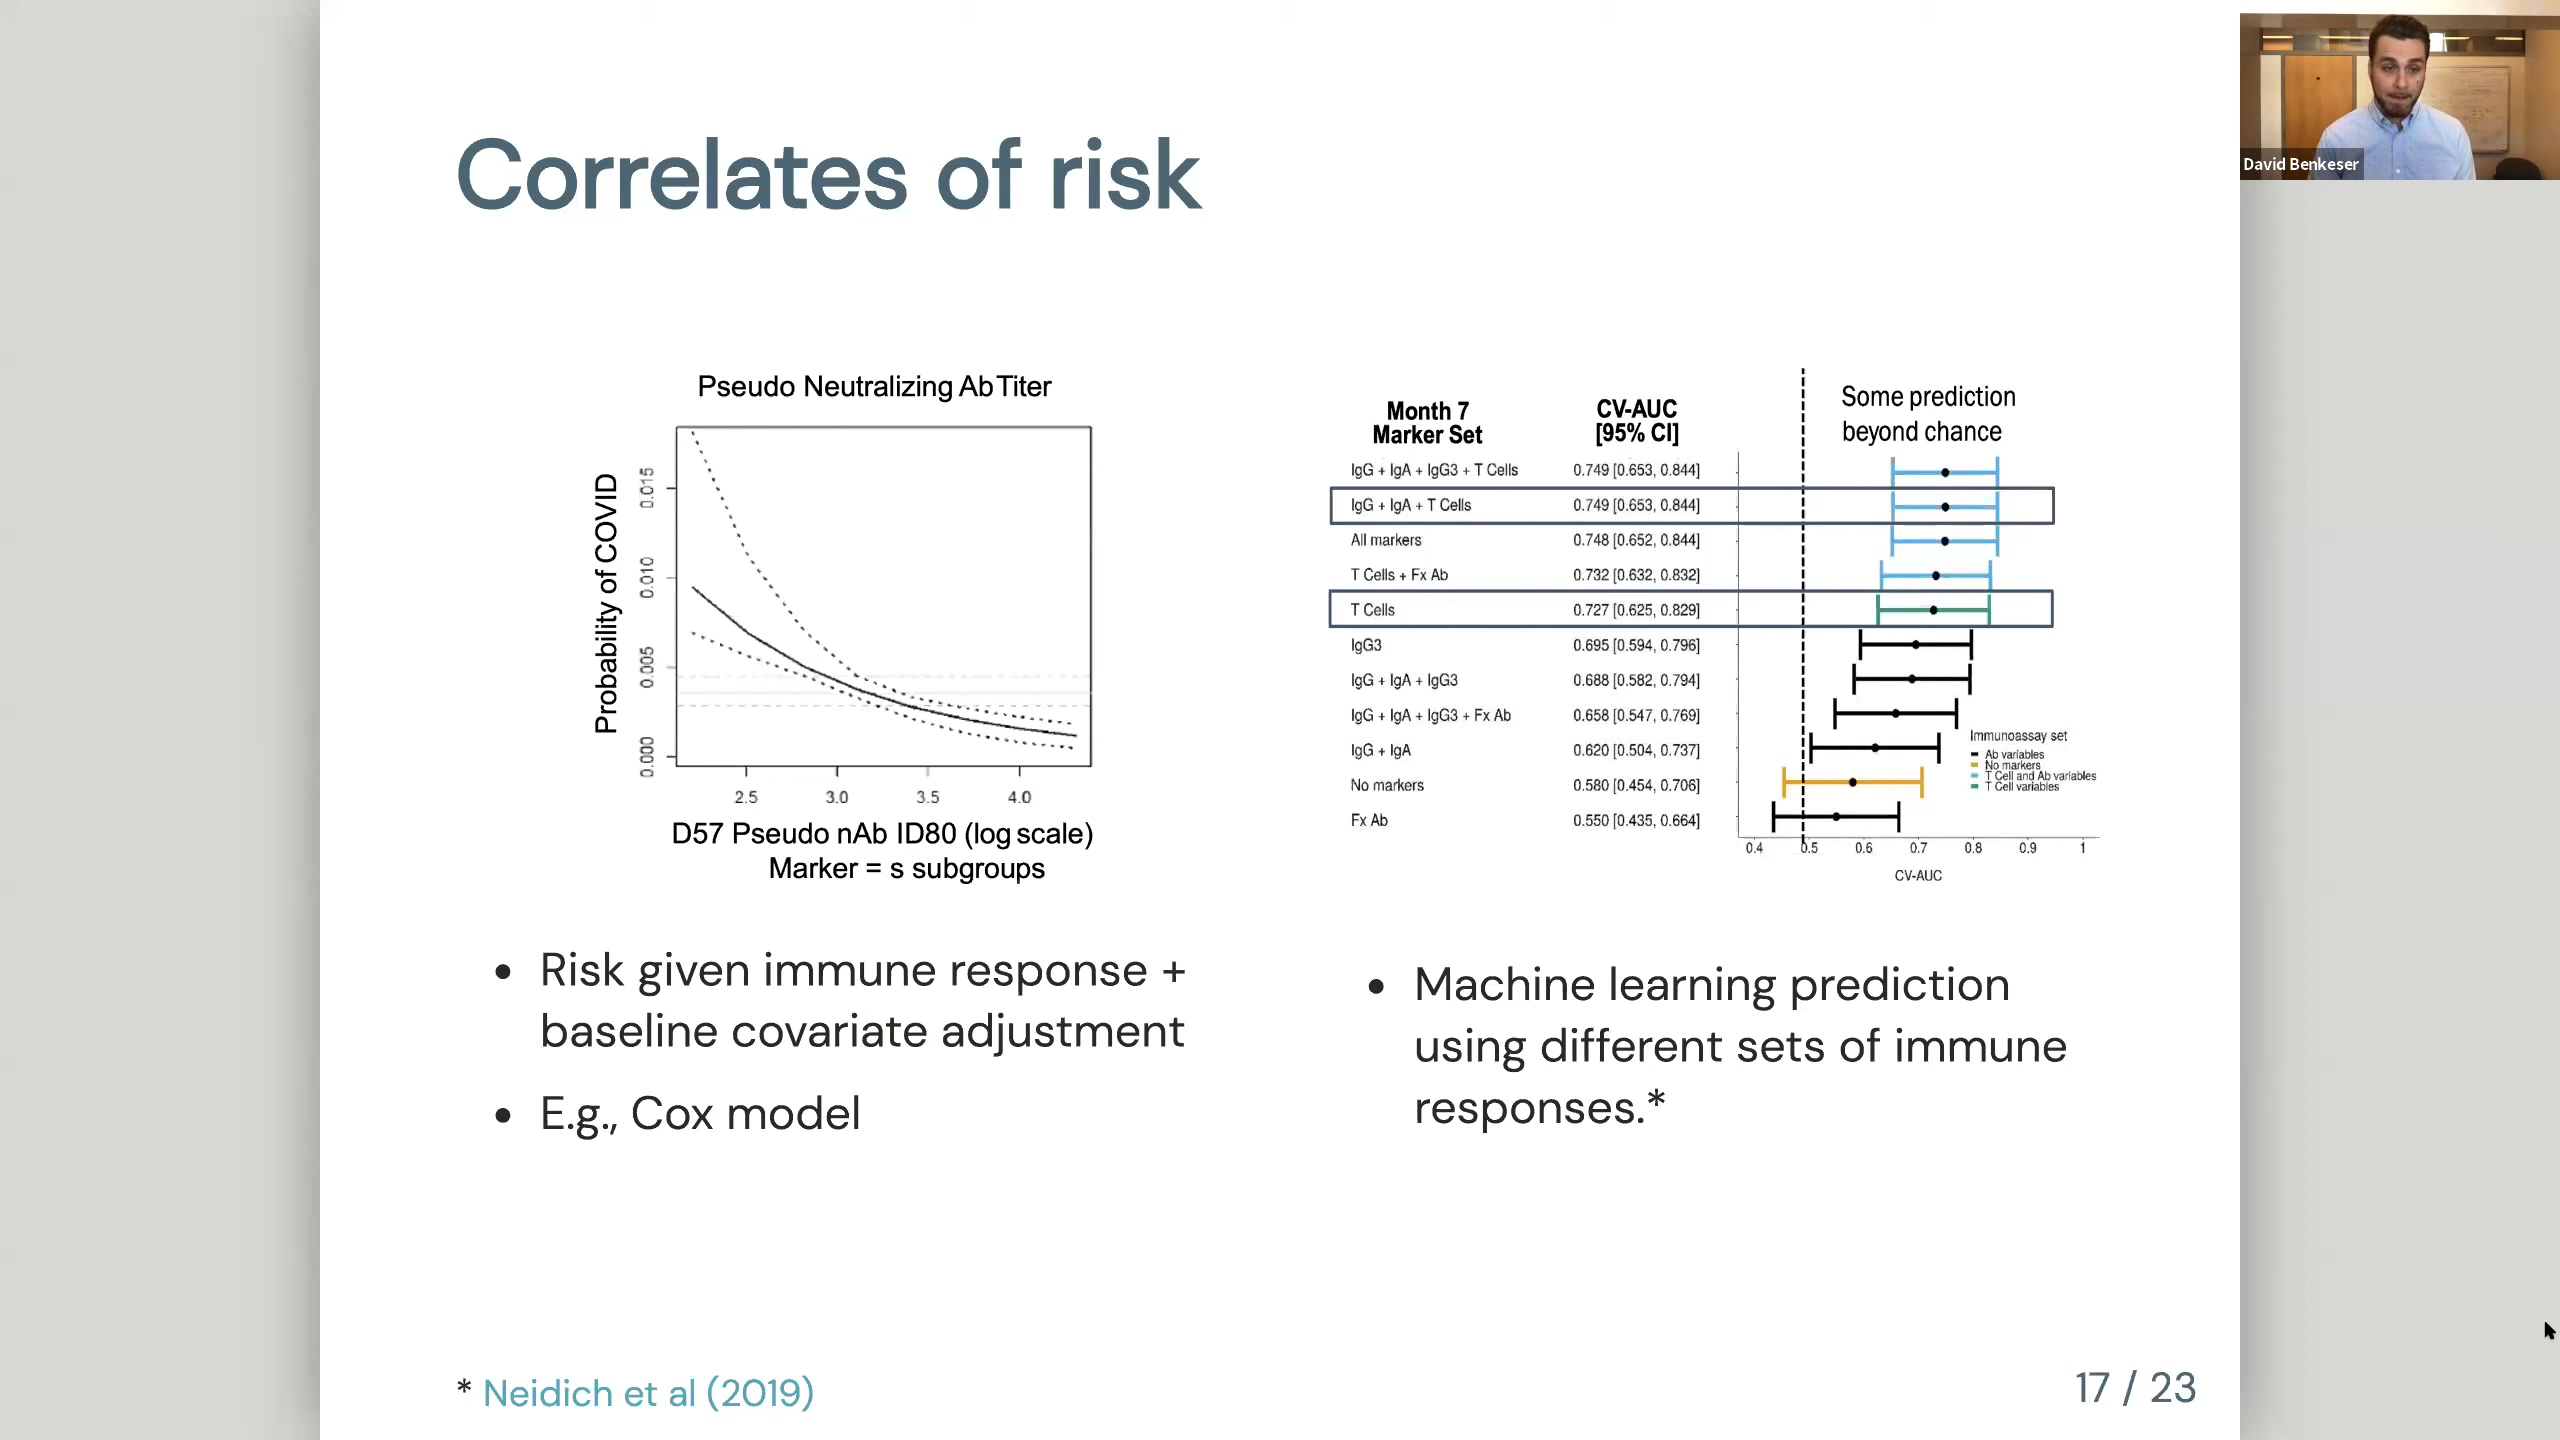 Correlates of risk
David Benkeser
Pseudo Neutralizing Ab Titer
Probability of COVID
0.015
0.010
0.005
0.000
2.5 3.0 3.5 4.0
D57 Pseudo nAb ID80 (log scale)
Marker = s subgroups
Month 7
Marker Set
CV-AUC
[95% CI]
Some prediction
beyond chance
IgG + IgA + IgG3 + T Cells 0.749 [0.653, 0.844]
IgG + IgA + T Cells 0.749 [0.653, 0.844]
All markers 0.748 [0.652, 0.844]
T Cells + Fx Ab 0.732 [0.632, 0.832]
T Cells 0.727 [0.625, 0.829]
IgG3 0.695 [0.594, 0.796]
IgG + IgA + IgG3 0.688 [0.582, 0.794]
IgG + IgA + IgG3 + Fx Ab 0.658 [0.547, 0.769]
IgG + IgA 0.620 [0.504, 0.737]
No markers 0.580 [0.454, 0.706]
Fx Ab 0.550 [0.435, 0.664]
Immunoassay set
Ab variables
No markers
T Cell and Ab variables
T Cell variables
0.4 0.5 0.6 0.7 0.8 0.9 1
CV-AUC
• Risk given immune response +
baseline covariate adjustment
• E.g., Cox model
• Machine learning prediction
using different sets of immune
responses.*
* Neidich et al (2019)
17 / 23